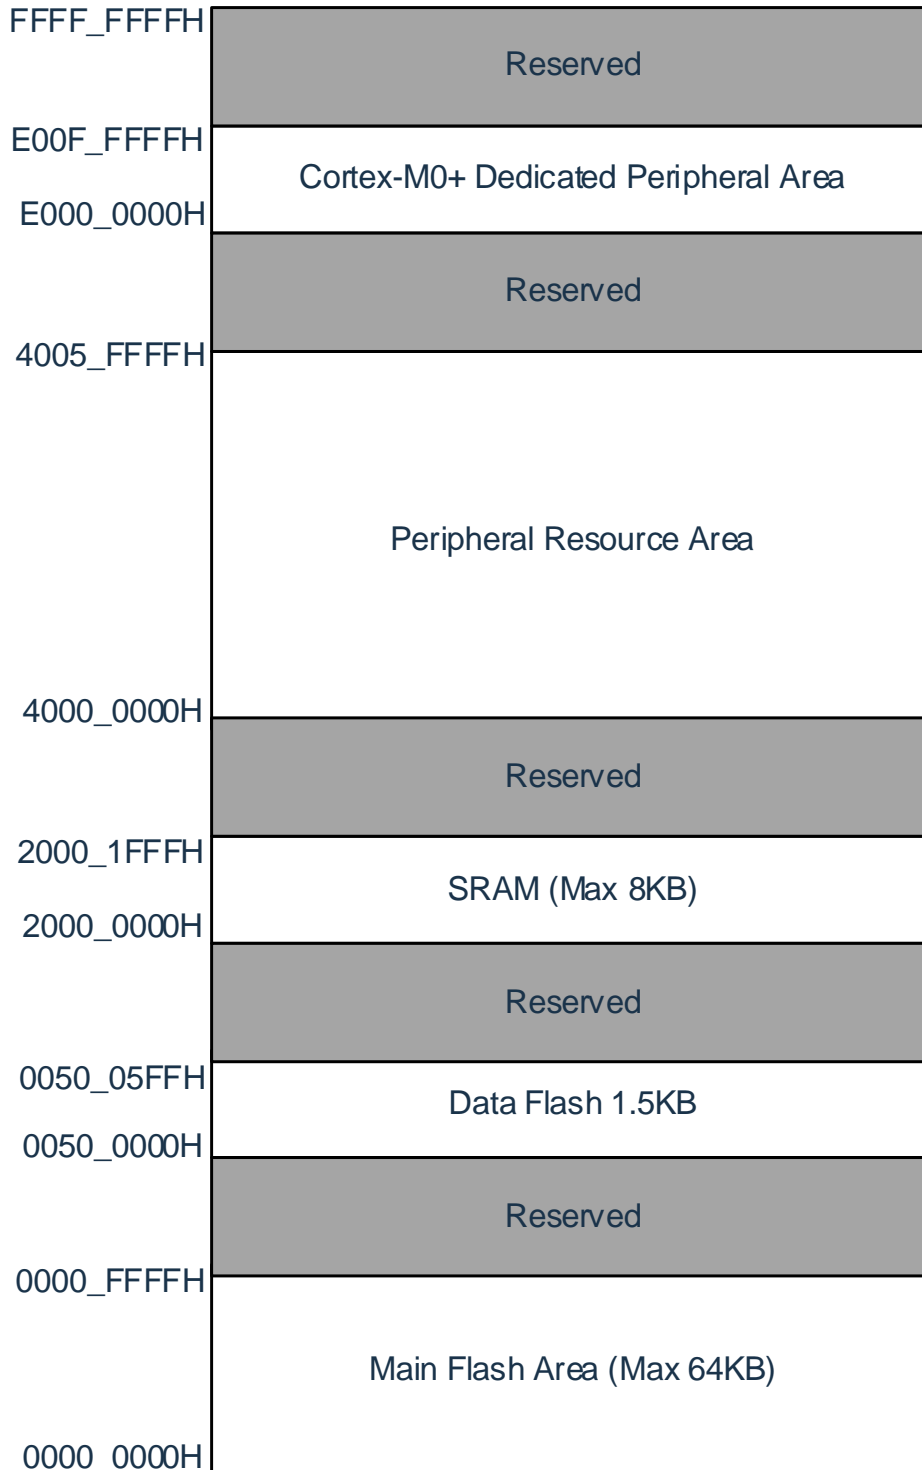 FFFF_FFFFH
Reserved
E00F_FFFFH
Cortex-M0+ Dedicated Peripheral Area
E000_0000H
Reserved
4005_FFFFH
Peripheral Resource Area
4000_0000H
Reserved
2000_1FFFH
SRAM (Max 8KB)
2000_0000H
Reserved
0050_05FFH
Data Flash 1.5KB
0050_0000H
Reserved
0000_FFFFH
Main Flash Area (Max 64KB)
0000_0000H